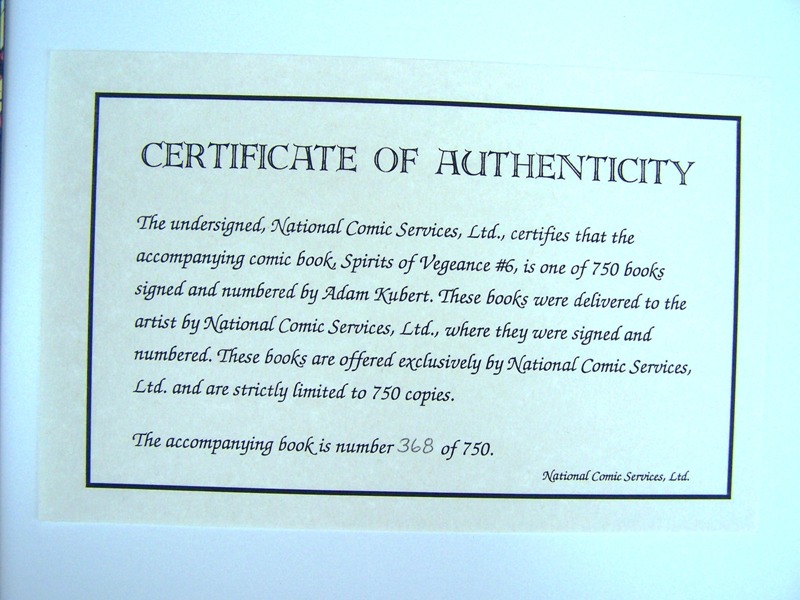 CERTIFICATE OF AUTHENTICITY
The undersigned, National Comic Services, Ltd., certifies that the
accompanying comic book, Spirits of Vegeance #6, is one of 750 books
signed and numbered by Adam Kubert. These books were delivered to the
artist by National Comic Services, Ltd., where they were signed and
numbered. These books are offered exclusively by National Comic Services,
Ltd. and are strictly limited to 750 copies.
The accompanying book is number 368 of 750.
National Comic Services, Ltd.